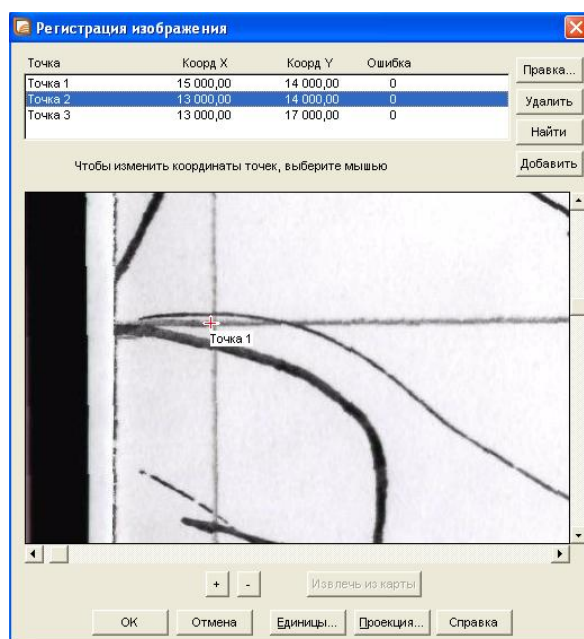 Регистрация изображения
Точка Коорд X Коорд Y Ошибка
Точка 1 15 000,00 14 000,00 0
Точка 2 13 000,00 14 000,00 0
Точка 3 13 000,00 17 000,00 0
Правка...
Удалить
Найти
Добавить
Чтобы изменить координаты точек, выберите мышью
Точка 1
+ - Извлечь из карты
OK Отмена Единицы... Проекция... Справка